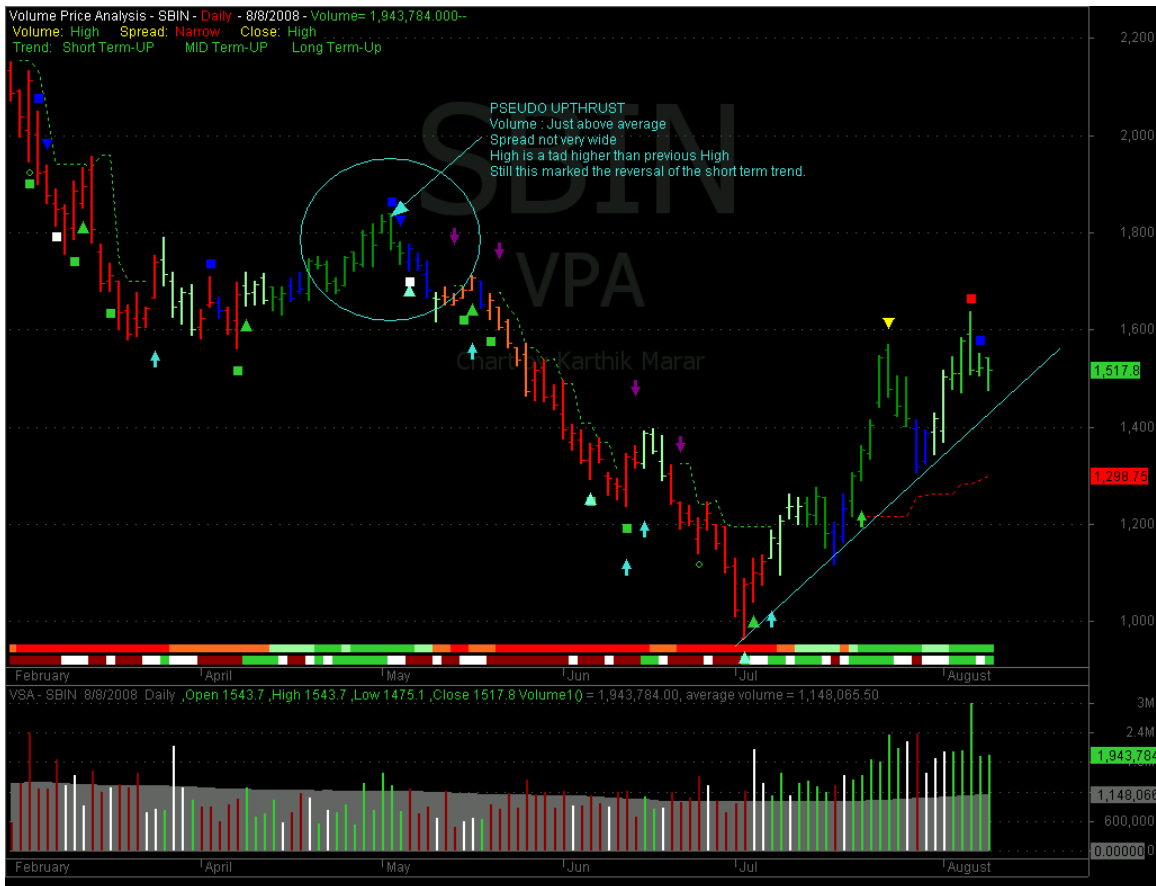 Volume Price Analysis - SBIN - Daily - 8/8/2008 - Volume= 1,943,784.000--
Volume: High Spread: Narrow Close: High
Trend: Short Term-UP MID Term-UP Long Term-Up
2,200
PSEUDO UPTHRUST
Volume : Just above average
Spread not very wide
High is a tad higher than previous High
Still this marked the reversal of the short term trend.
SBIN
VPA
Chart by Karthik Marar
2,000
1,800
1,600
1,517.8
1,400
1,298.75
1,200
1,000
February April May Jun Jul August
VSA - SBIN 8/8/2008 Daily ,Open 1543.7 ,High 1543.7 ,Low 1475.1 ,Close 1517.8 Volume1() = 1,943,784.00, average volume = 1,148,065.50
3M
2.4M
1,943,784
1,148,066
600,000
0.00000
February April May Jun Jul August